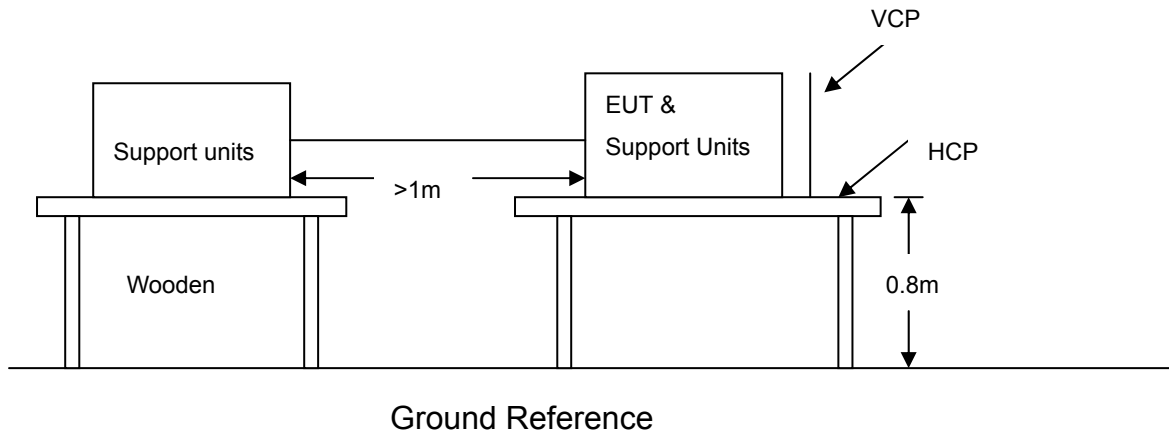 VCP
EUT &
Support Units
Support units
HCP
>1m
Wooden
0.8m
Ground Reference